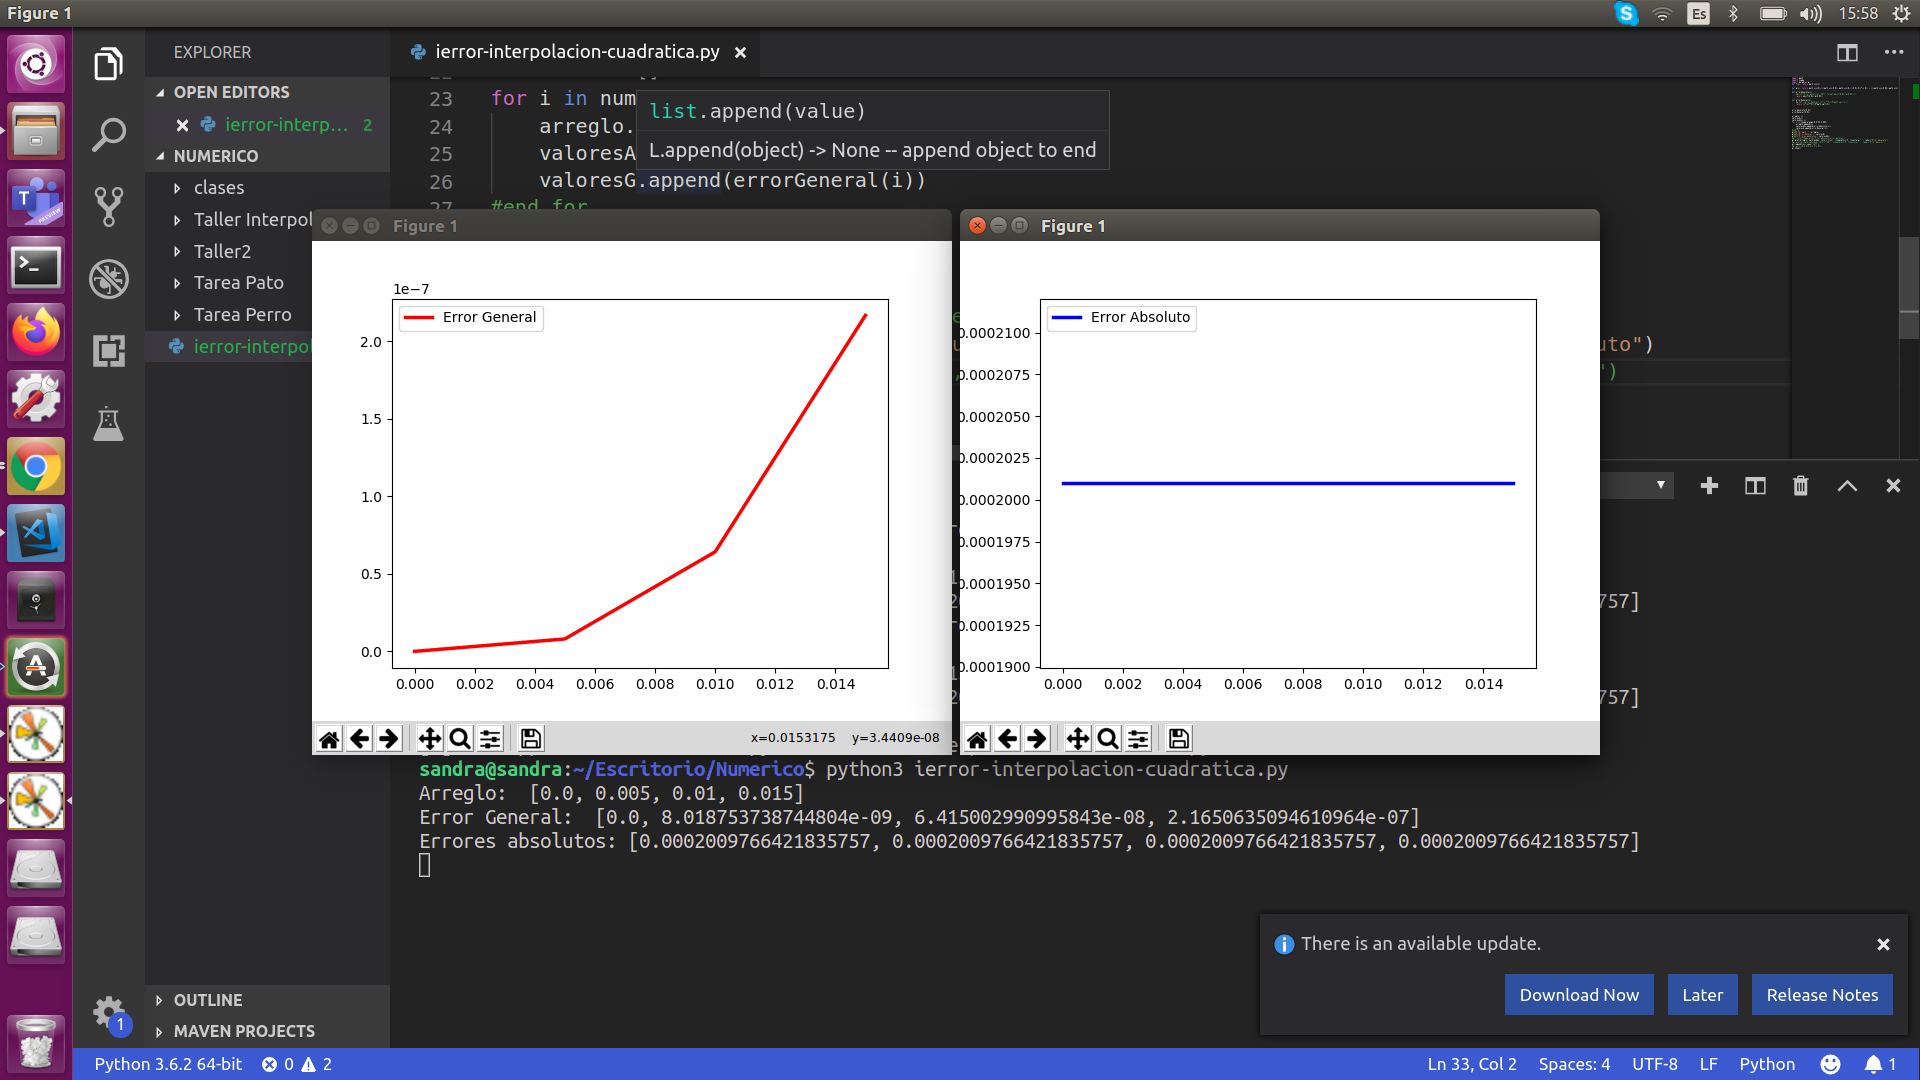 Figure 1
Es
15:58
EXPLORER
OPEN EDITORS
ierror-interp... 2
NUMERICO
clases
Taller Interpol
Taller2
Tarea Pato
Tarea Perro
ierror-interpol
OUTLINE
MAVEN PROJECTS
ierror-interpolacion-cuadratica.py
23 for i in num
24 arreglo.
25 valoresA
26 valoresG.append(errorGeneral(i))
27 #end for
list.append(value)
L.append(object) -> None -- append object to end
uto")
")
Figure 1
1e−7
Error General
2.0
1.5
1.0
0.5
0.0
0.000 0.002 0.004 0.006 0.008 0.010 0.012 0.014
x=0.0153175 y=3.4409e-08
Figure 1
Error Absoluto
0.0002100
0.0002075
0.0002050
0.0002025
0.0002000
0.0001975
0.0001950
0.0001925
0.0001900
0.000 0.002 0.004 0.006 0.008 0.010 0.012 0.014
757]
757]
sandra@sandra:~/Escritorio/Numerico$ python3 ierror-interpolacion-cuadratica.py
Arreglo: [0.0, 0.005, 0.01, 0.015]
Error General: [0.0, 8.018753738744804e-09, 6.415002990995843e-08, 2.1650635094610964e-07]
Errores absolutos: [0.0002009766421835757, 0.0002009766421835757, 0.0002009766421835757, 0.0002009766421835757]
There is an available update.
Download Now Later Release Notes
1
Python 3.6.2 64-bit 0 2
Ln 33, Col 2 Spaces: 4 UTF-8 LF Python 1